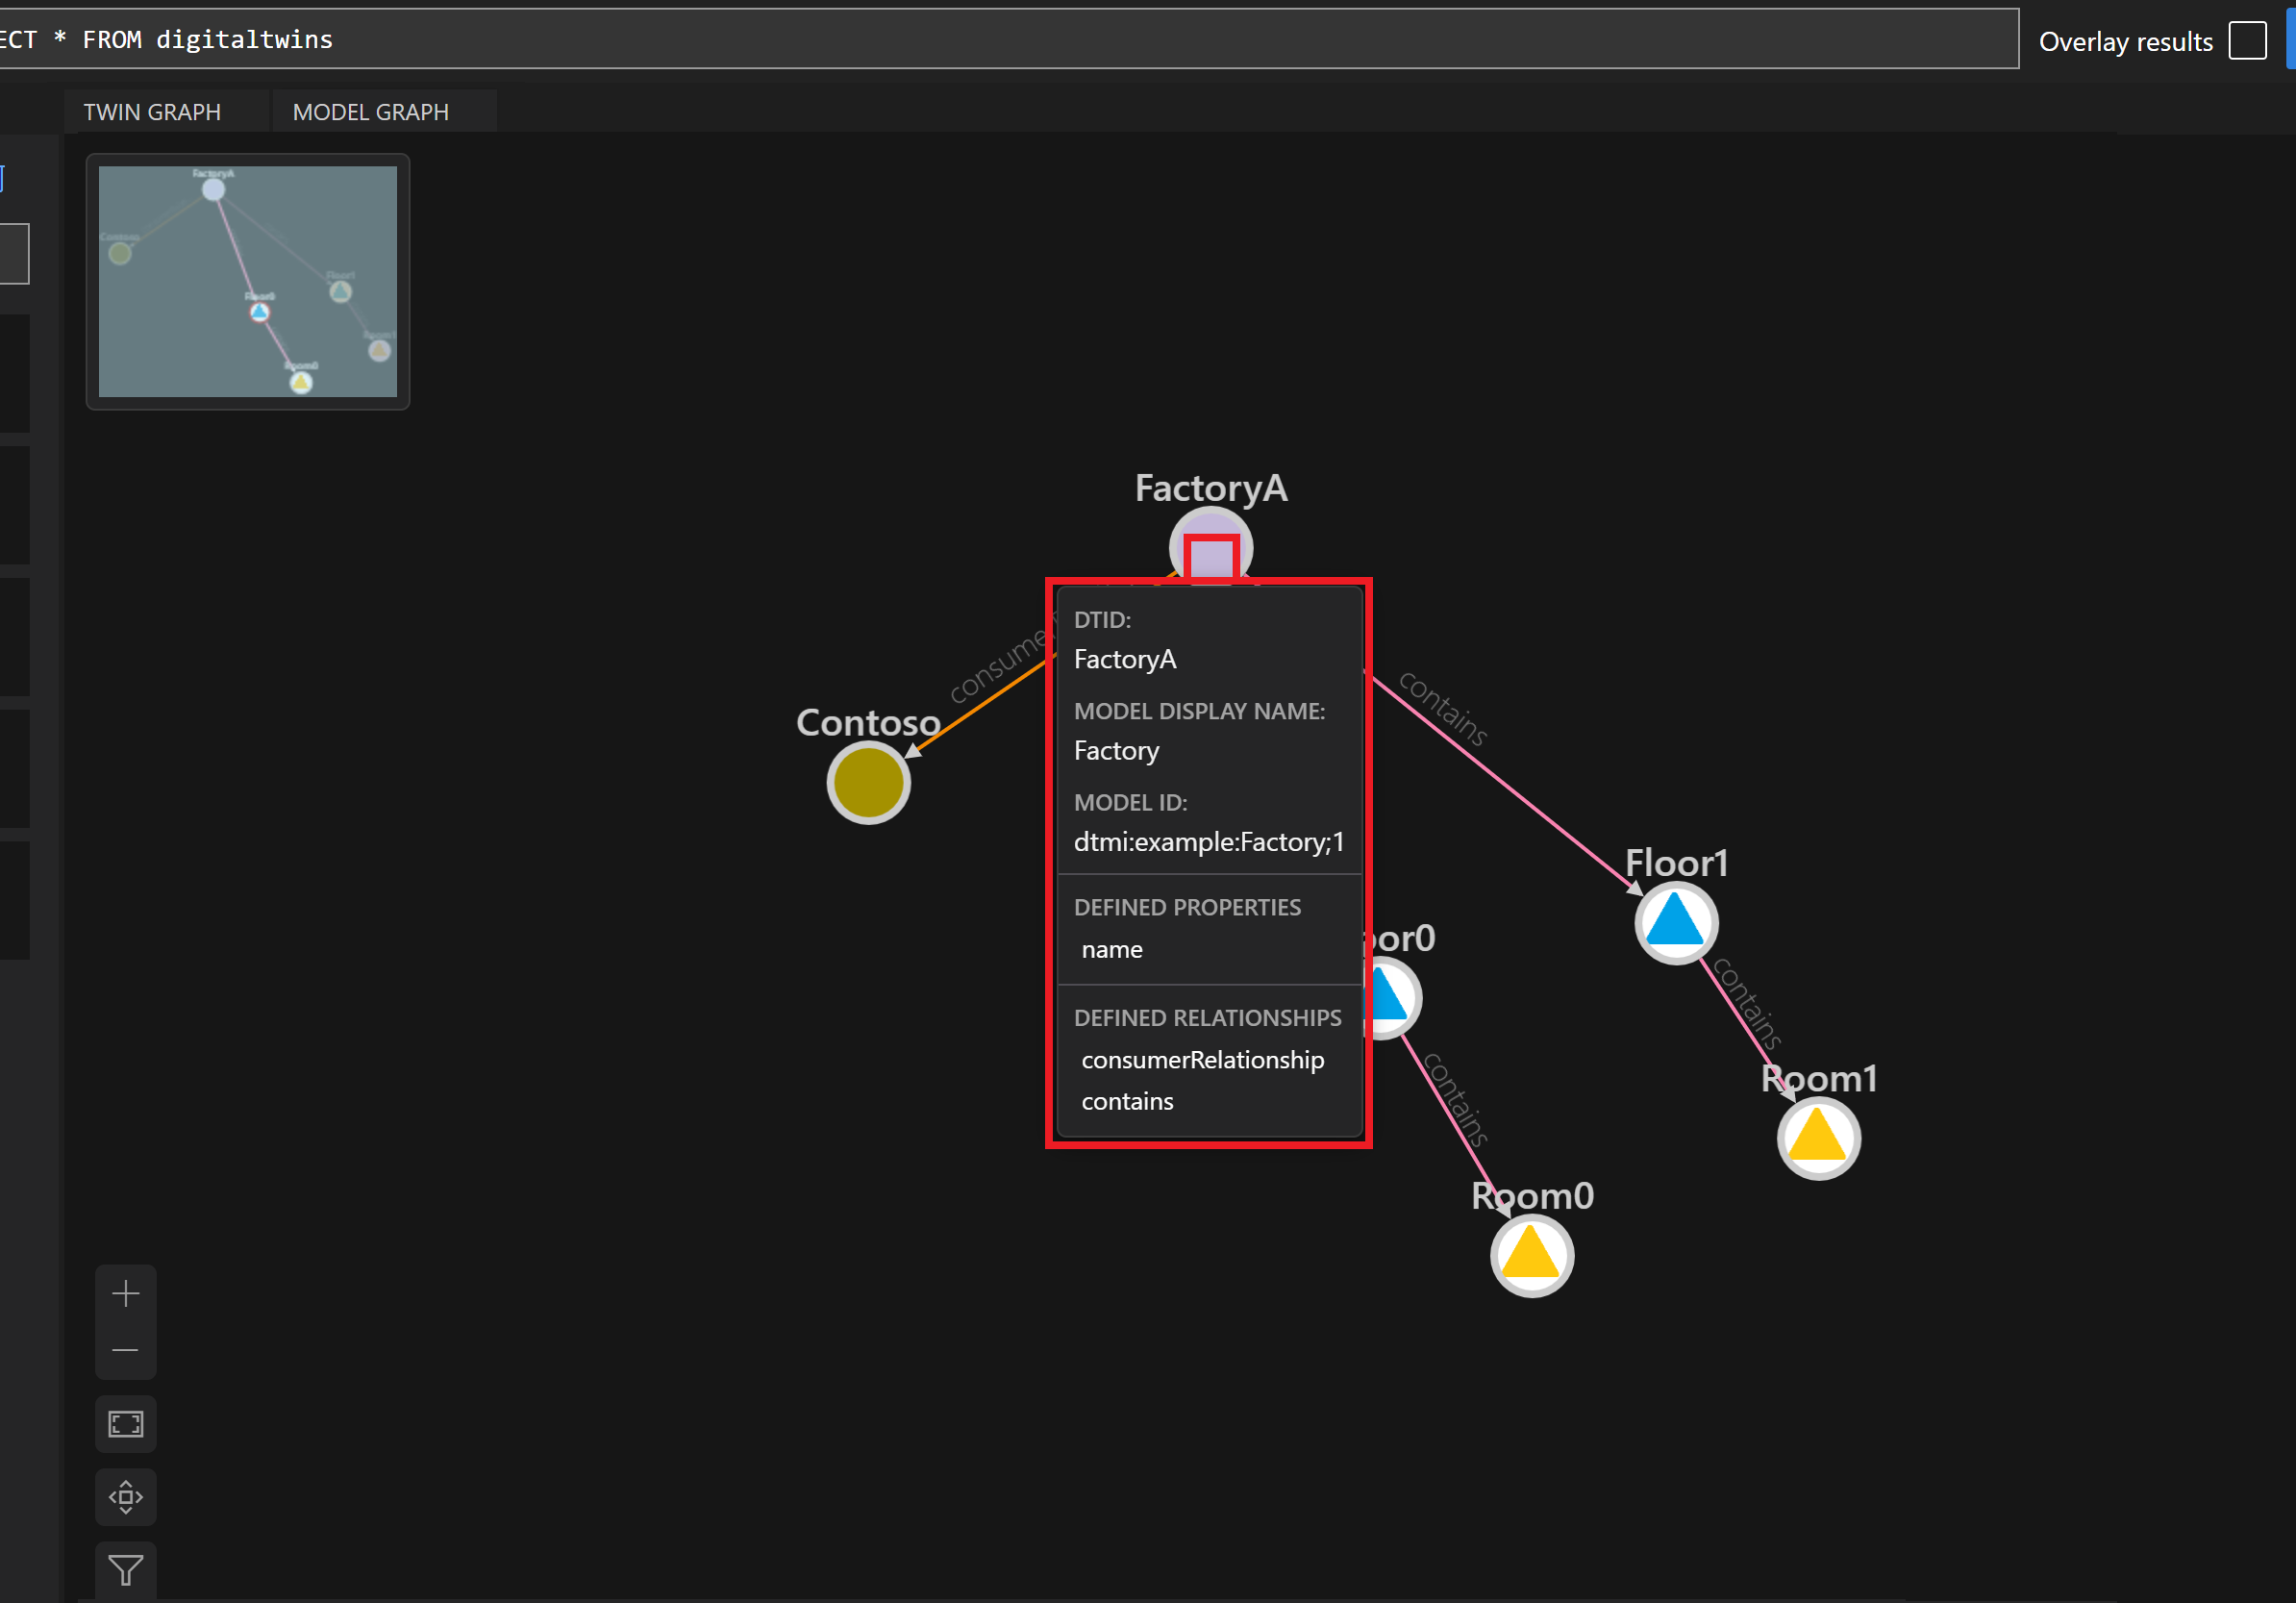 ECT * FROM digitaltwins
Overlay results
TWIN GRAPH
MODEL GRAPH
FactoryA
Contoso
Floor1
Floor0
Room1
Room0
FactoryA
consume
contains
Contoso
DTID:
FactoryA
MODEL DISPLAY NAME:
Factory
MODEL ID:
dtmi:example:Factory;1
DEFINED PROPERTIES
name
DEFINED RELATIONSHIPS
consumerRelationship
contains
Floor1
oor0
contains
contains
Room1
Room0